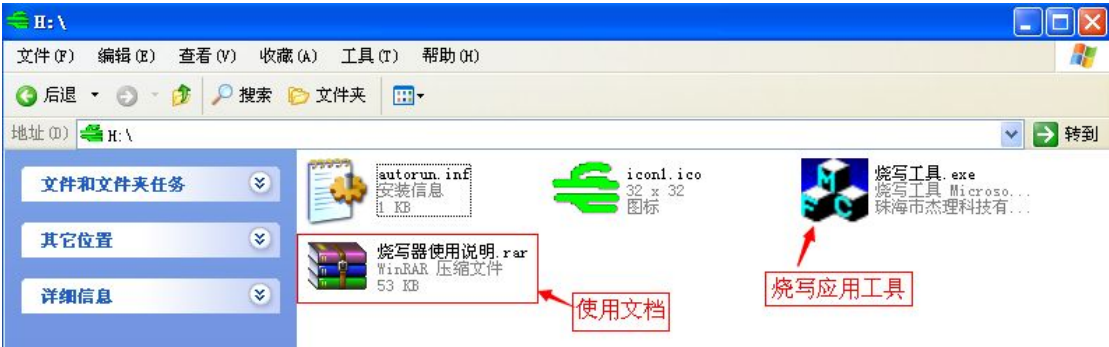 H:\
文件(F) 编辑(E) 查看(V) 收藏(A) 工具(T) 帮助(H)
后退 搜索 文件夹
地址(D) H:\ 转到
文件和文件夹任务
其它位置
详细信息
autorun.inf
安装信息
1 KB
icon1.ico
32 x 32
图标
烧写工具.exe
烧写工具 Microso...
珠海市杰理科技有...
烧写器使用说明.rar
WinRAR 压缩文件
53 KB
使用文档
烧写应用工具
MFC